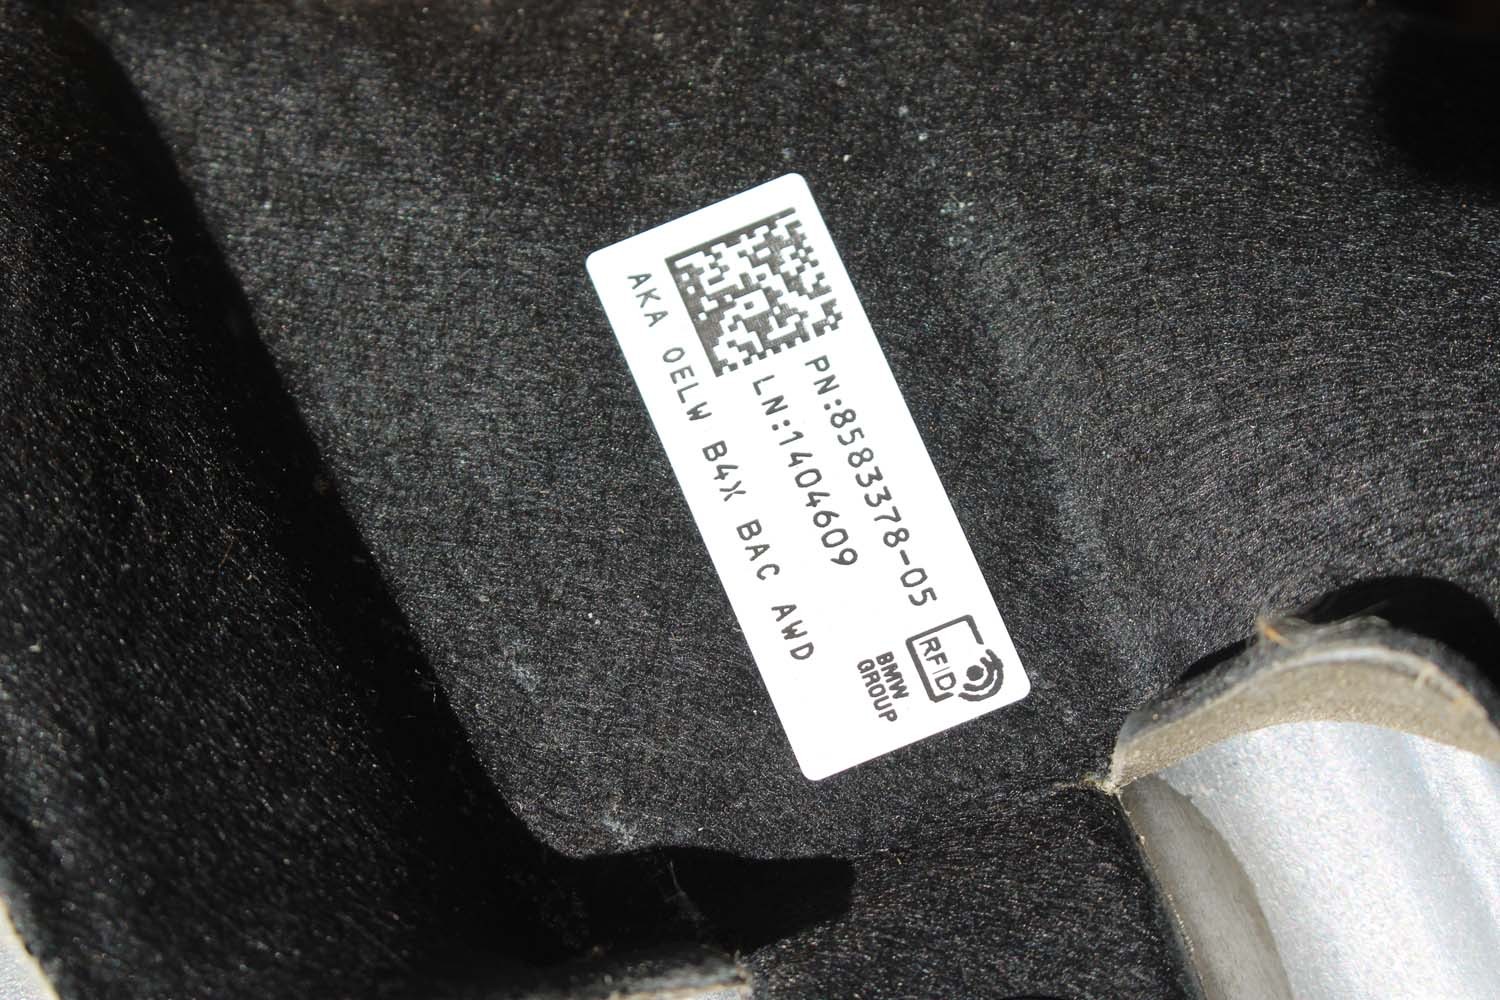 PN:8583378-05
LN:1404609
AKA OELW B4X BAC AWD
RFID
BMW
GROUP